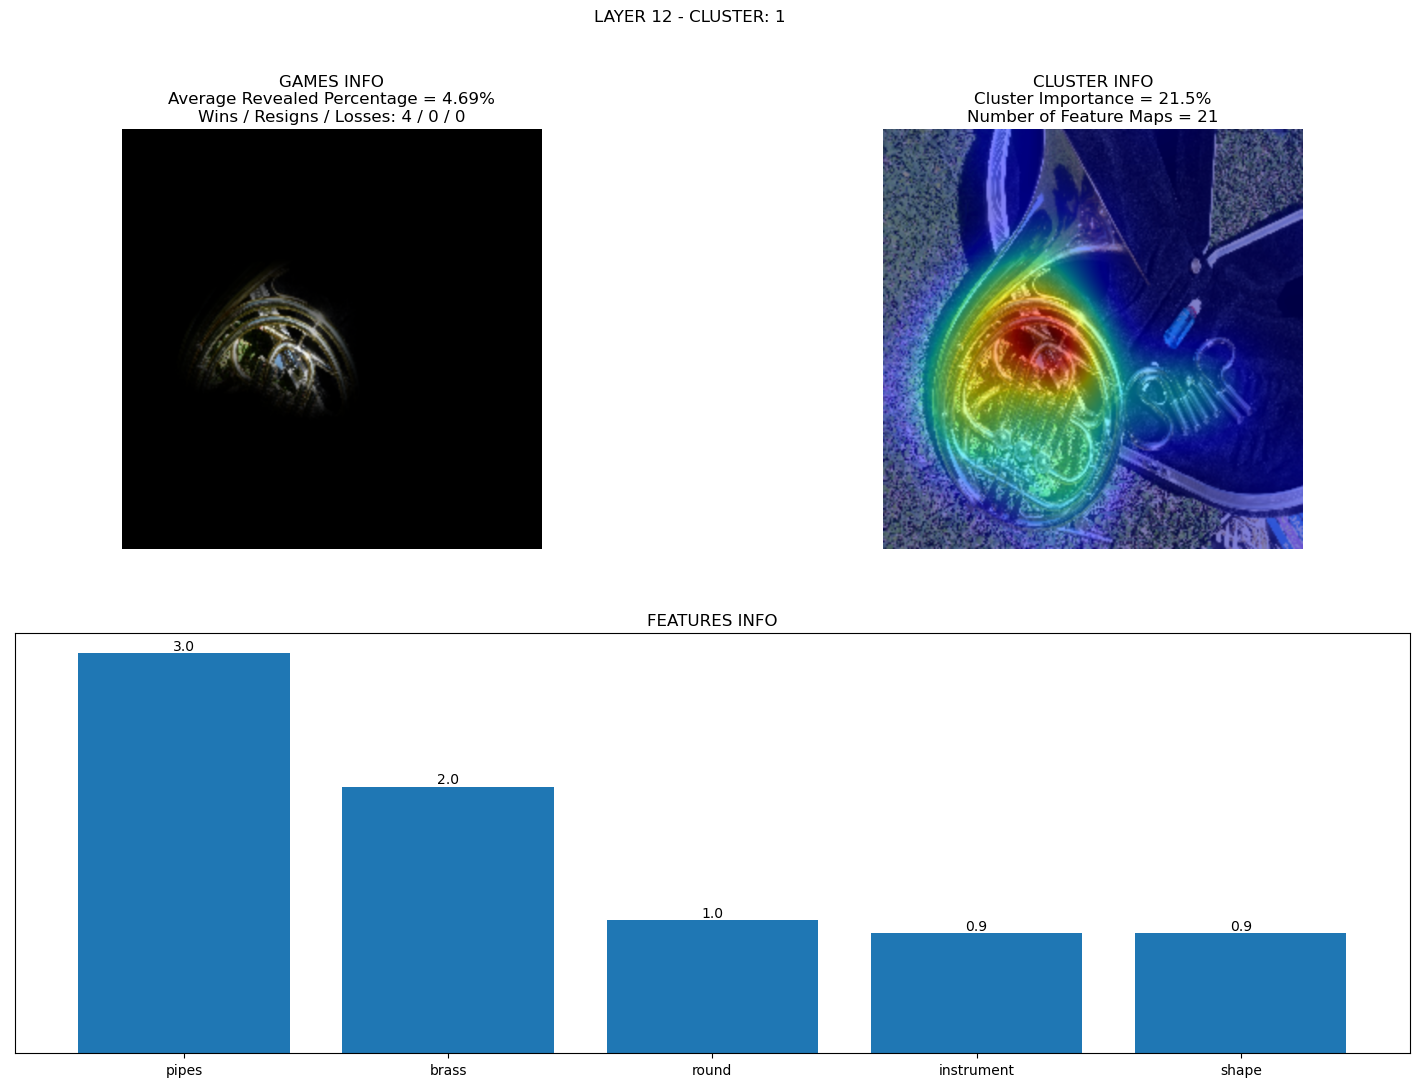 LAYER 12 - CLUSTER: 1
GAMES INFO
Average Revealed Percentage = 4.69%
Wins / Resigns / Losses: 4 / 0 / 0
CLUSTER INFO
Cluster Importance = 21.5%
Number of Feature Maps = 21
FEATURES INFO
3.0
2.0
1.0
0.9
0.9
pipes
brass
round
instrument
shape